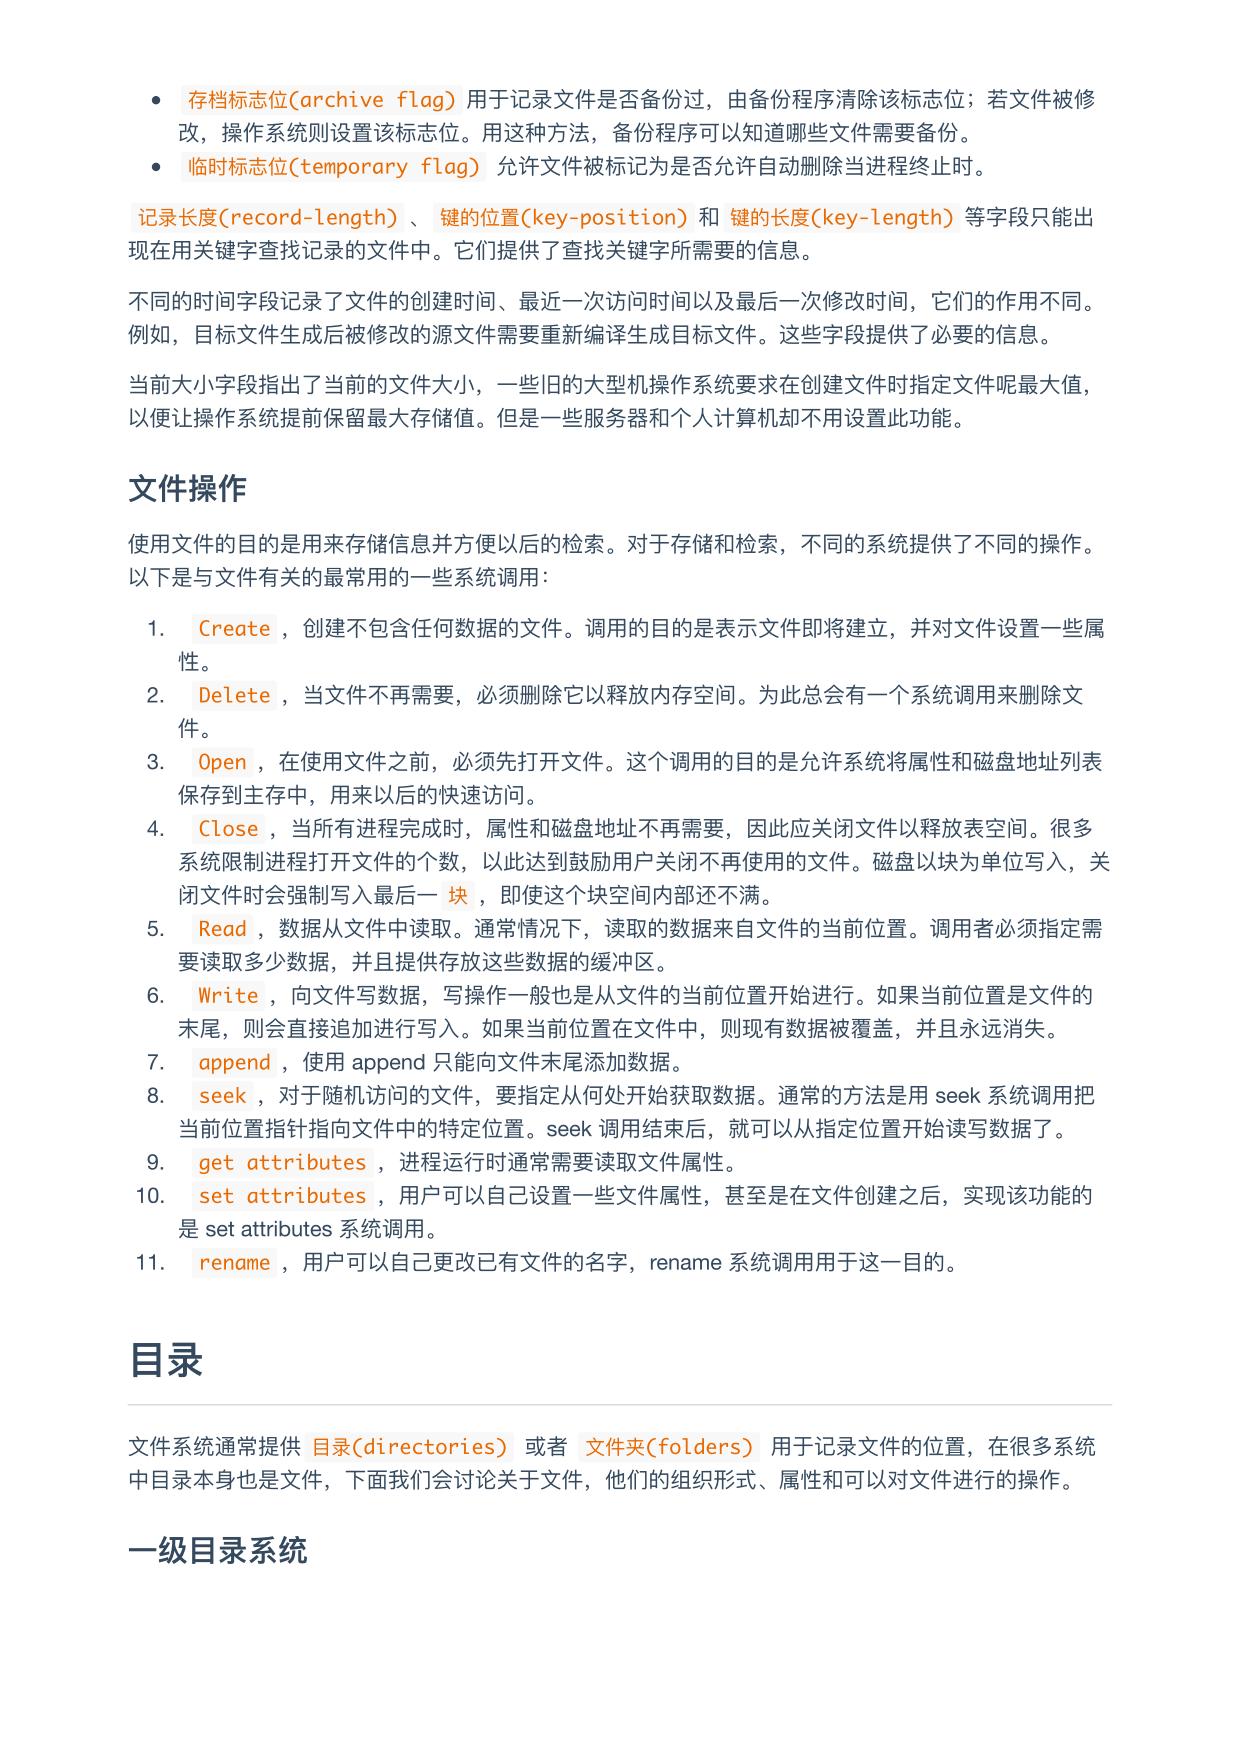 • 存档标志位(archive flag) 用于记录文件是否备份过，由备份程序清除该标志位；若文件被修
改，操作系统则设置该标志位。用这种方法，备份程序可以知道哪些文件需要备份。
• 临时标志位(temporary flag) 允许文件被标记为是否允许自动删除当进程终止时。
记录长度(record-length) 、 键的位置(key-position) 和 键的长度(key-length) 等字段只能出
现在用关键字查找记录的文件中。它们提供了查找关键字所需要的信息。
不同的时间字段记录了文件的创建时间、最近一次访问时间以及最后一次修改时间，它们的作用不同。
例如，目标文件生成后被修改的源文件需要重新编译生成目标文件。这些字段提供了必要的信息。
当前大小字段指出了当前的文件大小，一些旧的大型机操作系统要求在创建文件时指定文件呢最大值，
以便让操作系统提前保留最大存储值。但是一些服务器和个人计算机却不用设置此功能。
文件操作
使用文件的目的是用来存储信息并方便以后的检索。对于存储和检索，不同的系统提供了不同的操作。
以下是与文件有关的最常用的一些系统调用：
1. Create ，创建不包含任何数据的文件。调用的目的是表示文件即将建立，并对文件设置一些属
性。
2. Delete ，当文件不再需要，必须删除它以释放内存空间。为此总会有一个系统调用来删除文
件。
3. Open ，在使用文件之前，必须先打开文件。这个调用的目的是允许系统将属性和磁盘地址列表
保存到主存中，用来以后的快速访问。
4. Close ，当所有进程完成时，属性和磁盘地址不再需要，因此应关闭文件以释放表空间。很多
系统限制进程打开文件的个数，以此达到鼓励用户关闭不再使用的文件。磁盘以块为单位写入，关
闭文件时会强制写入最后一 块 ，即使这个块空间内部还不满。
5. Read ，数据从文件中读取。通常情况下，读取的数据来自文件的当前位置。调用者必须指定需
要读取多少数据，并且提供存放这些数据的缓冲区。
6. Write ，向文件写数据，写操作一般也是从文件的当前位置开始进行。如果当前位置是文件的
末尾，则会直接追加进行写入。如果当前位置在文件中，则现有数据被覆盖，并且永远消失。
7. append ，使用 append 只能向文件末尾添加数据。
8. seek ，对于随机访问的文件，要指定从何处开始获取数据。通常的方法是用 seek 系统调用把
当前位置指针指向文件中的特定位置。seek 调用结束后，就可以从指定位置开始读写数据了。
9. get attributes ，进程运行时通常需要读取文件属性。
10. set attributes ，用户可以自己设置一些文件属性，甚至是在文件创建之后，实现该功能的
是 set attributes 系统调用。
11. rename ，用户可以自己更改已有文件的名字，rename 系统调用用于这一目的。
目录
文件系统通常提供 目录(directories) 或者 文件夹(folders) 用于记录文件的位置，在很多系统
中目录本身也是文件，下面我们会讨论关于文件，他们的组织形式、属性和可以对文件进行的操作。
一级目录系统